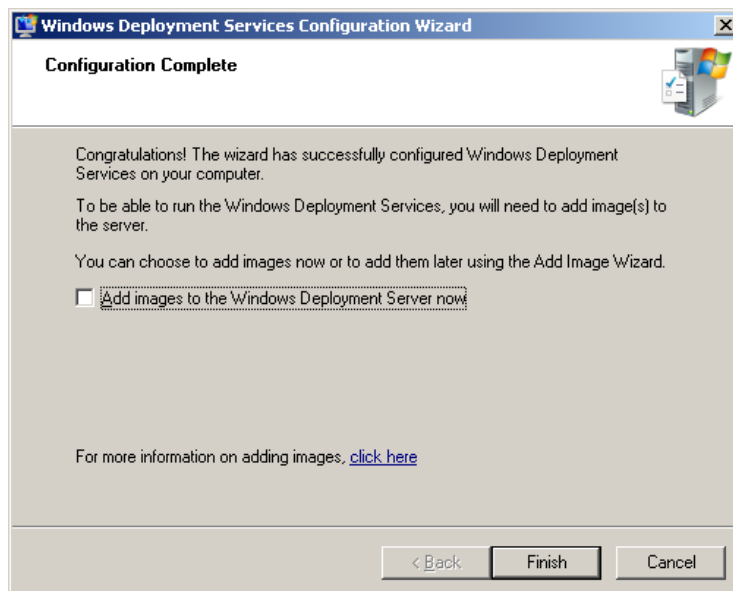 Windows Deployment Services Configuration Wizard
Configuration Complete
Congratulations! The wizard has successfully configured Windows Deployment
Services on your computer.
To be able to run the Windows Deployment Services, you will need to add image(s) to
the server.
You can choose to add images now or to add them later using the Add Image Wizard.
Add images to the Windows Deployment Server now
For more information on adding images, click here
< Back
Finish
Cancel